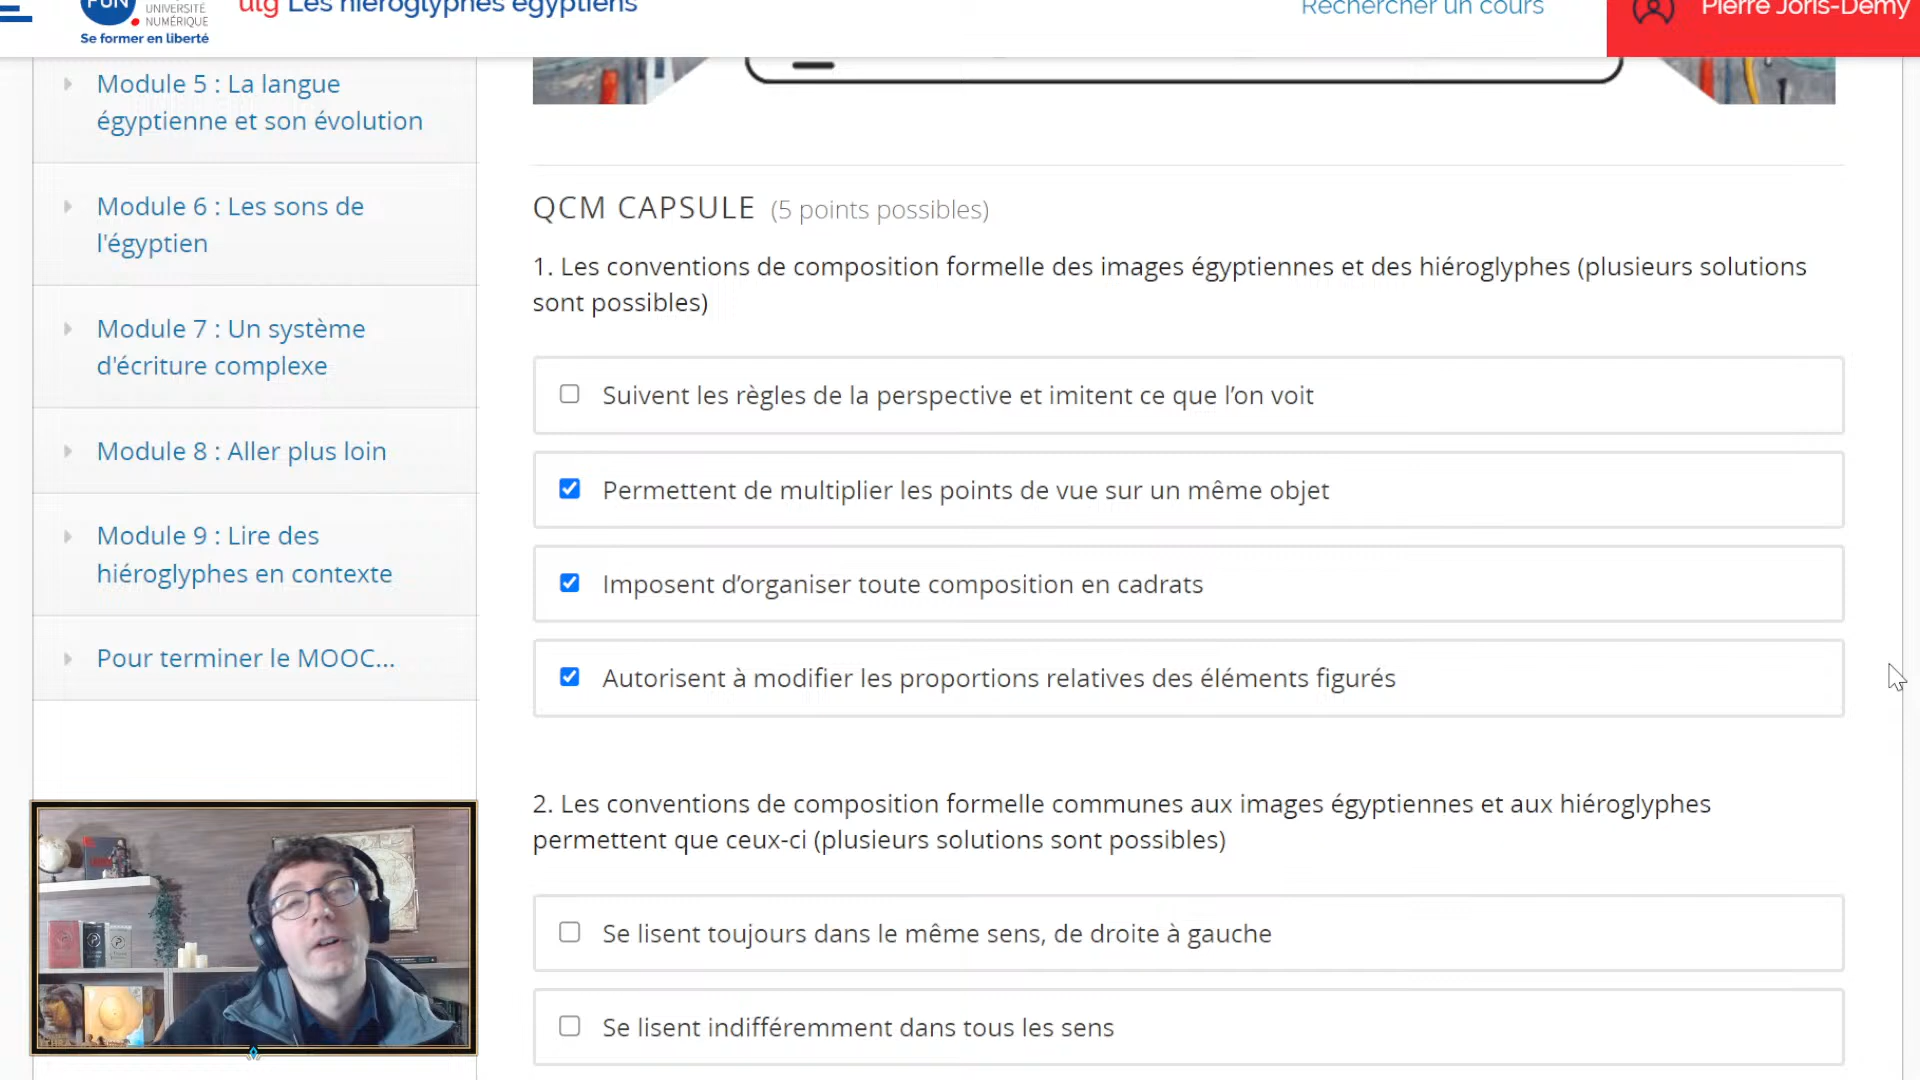 FUN
UNIVERSITÉ
NUMÉRIQUE
Se former en liberté
ulg Les hiéroglyphes égyptiens
Rechercher un cours
Pierre Joris-Demy
Module 5 : La langue
égyptienne et son évolution
Module 6 : Les sons de
l'égyptien
Module 7 : Un système
d'écriture complexe
Module 8 : Aller plus loin
Module 9 : Lire des
hiéroglyphes en contexte
Pour terminer le MOOC...
QCM CAPSULE (5 points possibles)
1. Les conventions de composition formelle des images égyptiennes et des hiéroglyphes (plusieurs solutions
sont possibles)
Suivent les règles de la perspective et imitent ce que l’on voit
Permettent de multiplier les points de vue sur un même objet
Imposent d’organiser toute composition en cadrats
Autorisent à modifier les proportions relatives des éléments figurés
2. Les conventions de composition formelle communes aux images égyptiennes et aux hiéroglyphes
permettent que ceux-ci (plusieurs solutions sont possibles)
Se lisent toujours dans le même sens, de droite à gauche
Se lisent indifféremment dans tous les sens